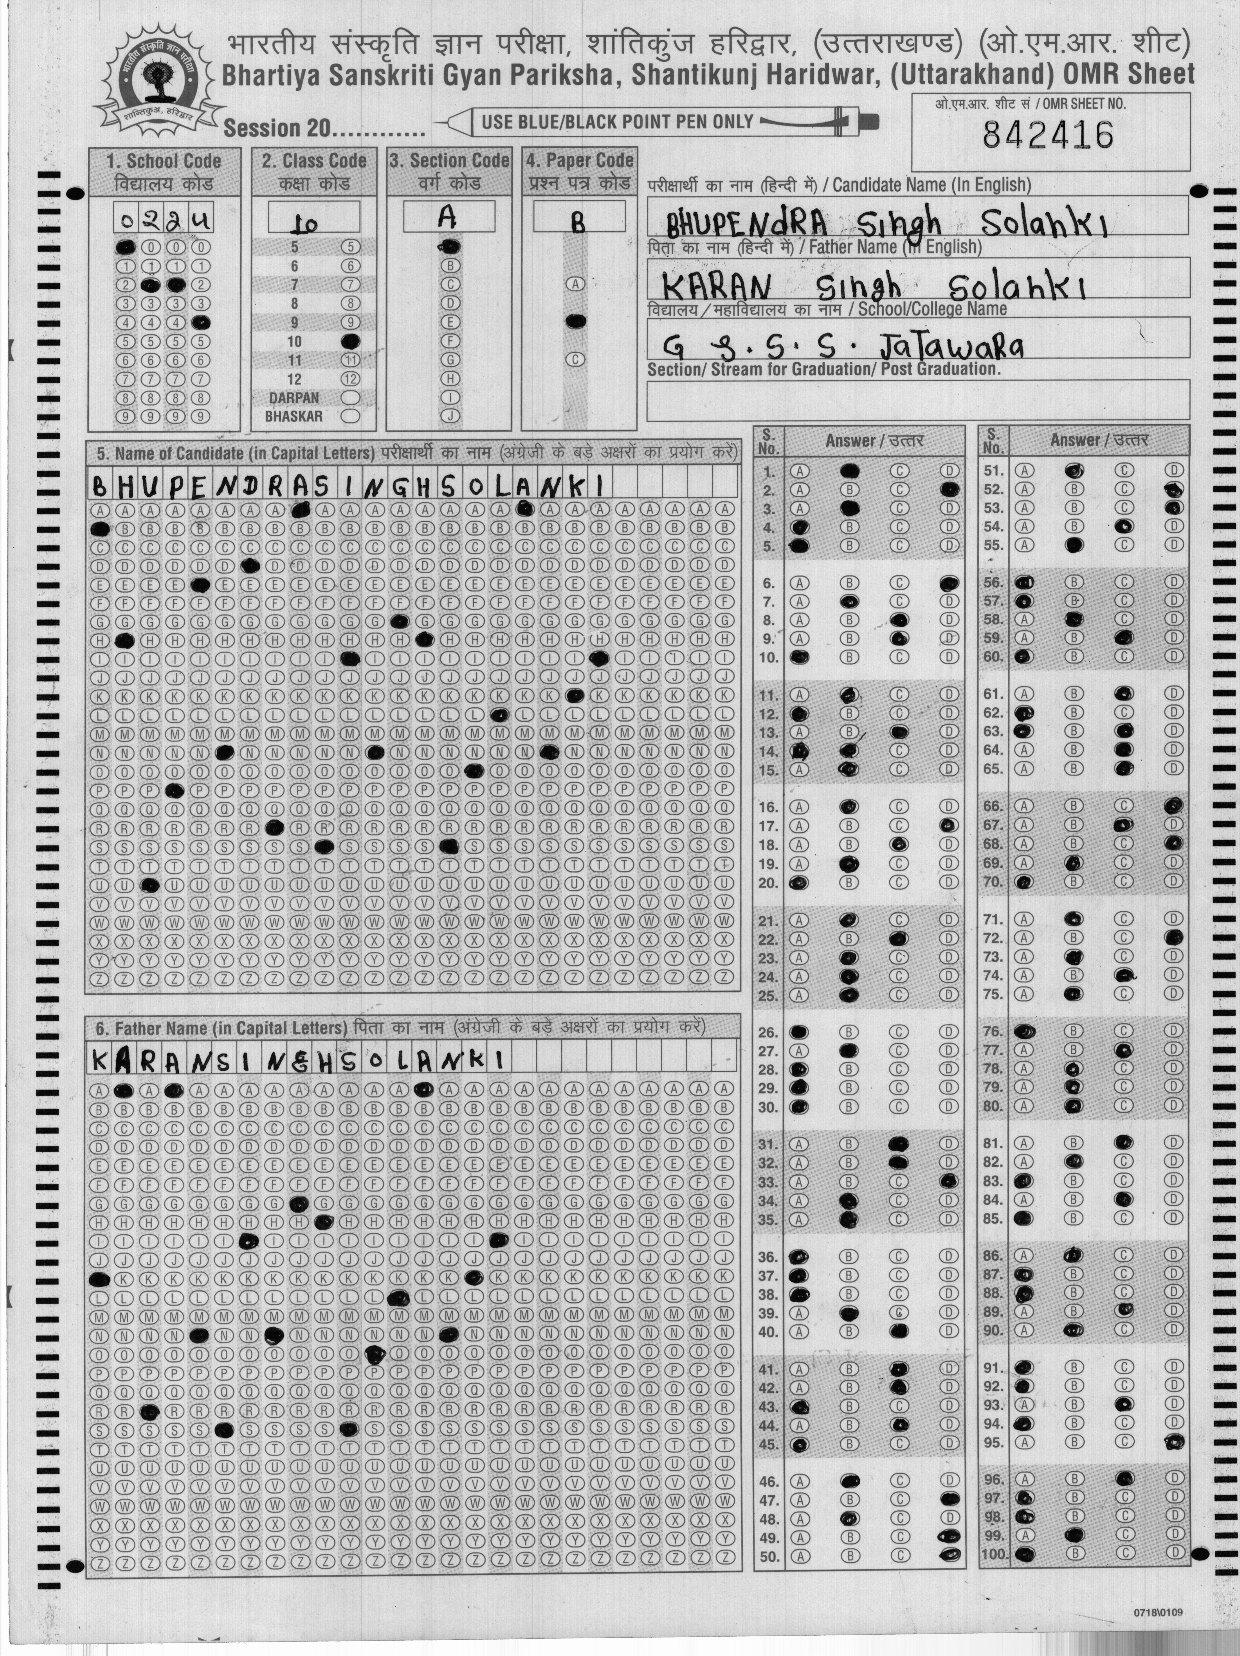 भारतीय संस्कृति ज्ञान परीक्षा, शांतिकुंज हरिद्वार, (उत्तराखण्ड) (ओ.एम.आर. शीट)
Bhartiya Sanskriti Gyan Pariksha, Shantikunj Haridwar, (Uttarakhand) OMR Sheet
Session 20............ USE BLUE/BLACK POINT PEN ONLY
ओ.एम.आर. शीट सं / OMR SHEET NO.
842416
1. School Code
विद्यालय कोड
0224
2. Class Code
कक्षा कोड
10
5 6 7 8 9 10 11 12
DARPAN
BHASKAR
3. Section Code
वर्ग कोड
A
4. Paper Code
प्रश्न पत्र कोड
B
परीक्षार्थी का नाम (हिन्दी में) / Candidate Name (In English)
BHUPENdRA Singh Solanki
पिता का नाम (हिन्दी में) / Father Name (In English)
KARAN Singh Solanki
विद्यालय/महाविद्यालय का नाम / School/College Name
G S. S. S. JaTawaRa
Section/ Stream for Graduation/ Post Graduation.
5. Name of Candidate (in Capital Letters) परीक्षार्थी का नाम (अंग्रेजी के बड़े अक्षरों का प्रयोग करें)
BHUPENDRASINGHSOLANKI
6. Father Name (in Capital Letters) पिता का नाम (अंग्रेजी के बड़े अक्षरों का प्रयोग करें)
KARANSINGHSOLANKI
S. No. Answer / उत्तर
S. No. Answer / उत्तर
0718\0109